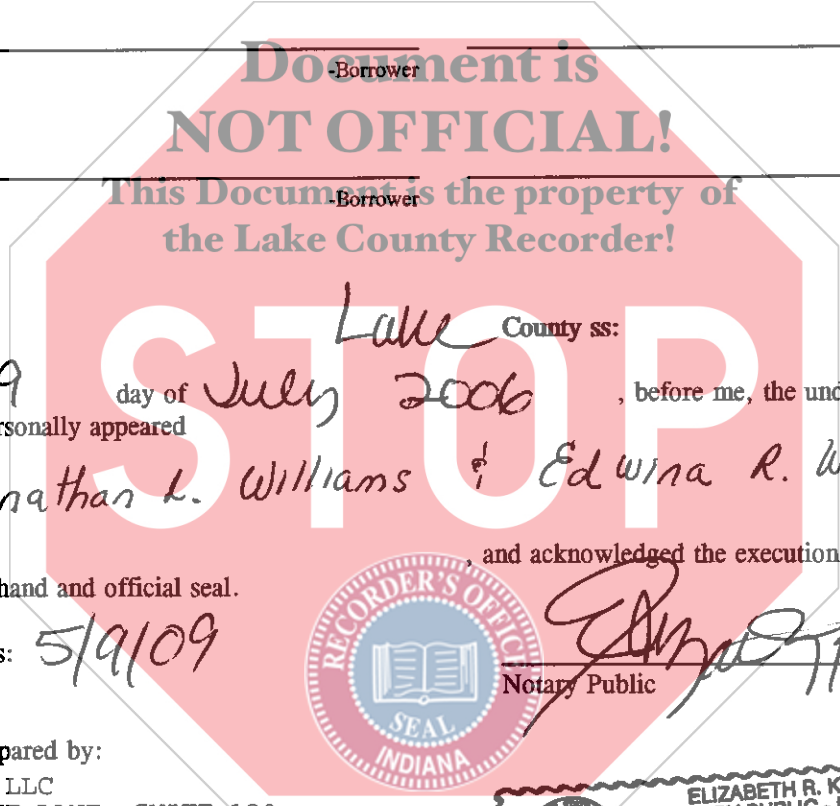 Document is
-Borrower
NOT OFFICIAL!
This Document is the property of
-Borrower
the Lake County Recorder!
STOP
Lake County ss:
9 day of July 2006 , before me, the und
rsonally appeared
nathan L. Williams & Edwina R. W
, and acknowledged the execution
hand and official seal.
RECORDER'S OFFICE
SEAL
INDIANA
s: 5/9/09
Notary Public
pared by:
LLC
ELIZABETH R. K